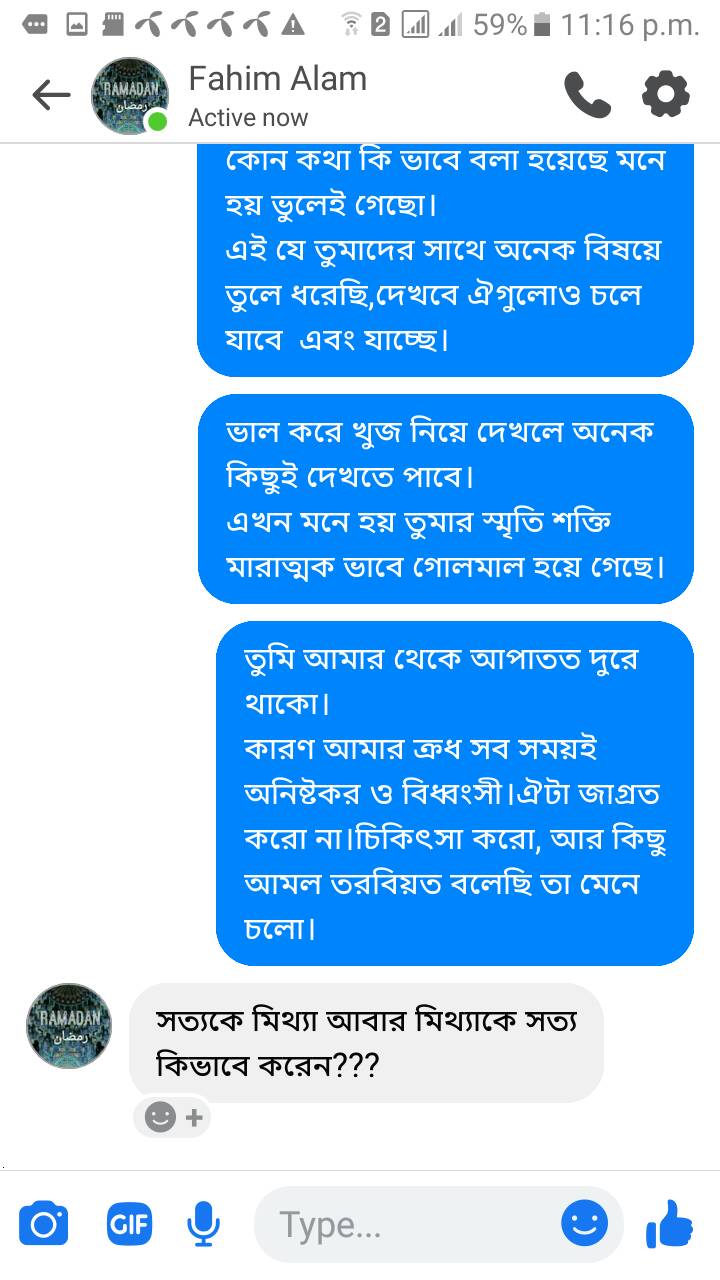 59% 11:16 p.m.
2
Fahim Alam
Active now
RAMADAN
رمضان
কোন কথা কি ভাবে বলা হয়েছে মনে
হয় ভুলেই গেছো।
এই যে তুমাদের সাথে অনেক বিষয়ে
তুলে ধরেছি,দেখবে ঐগুলোও চলে
যাবে  এবং যাচ্ছে।
ভাল করে খুজ নিয়ে দেখলে অনেক
কিছুই দেখতে পাবে।
এখন মনে হয় তুমার স্মৃতি শক্তি
মারাত্মক ভাবে গোলমাল হয়ে গেছে।
তুমি আমার থেকে আপাতত দুরে
থাকো।
কারণ আমার ক্রধ সব সময়ই
অনিষ্টকর ও বিধ্বংসী।ঐটা জাগ্রত
করো না।চিকিৎসা করো, আর কিছু
আমল তরবিয়ত বলেছি তা মেনে
চলো।
RAMADAN
رمضان
সত্যকে মিথ্যা আবার মিথ্যাকে সত্য
কিভাবে করেন???
GIF
Type...